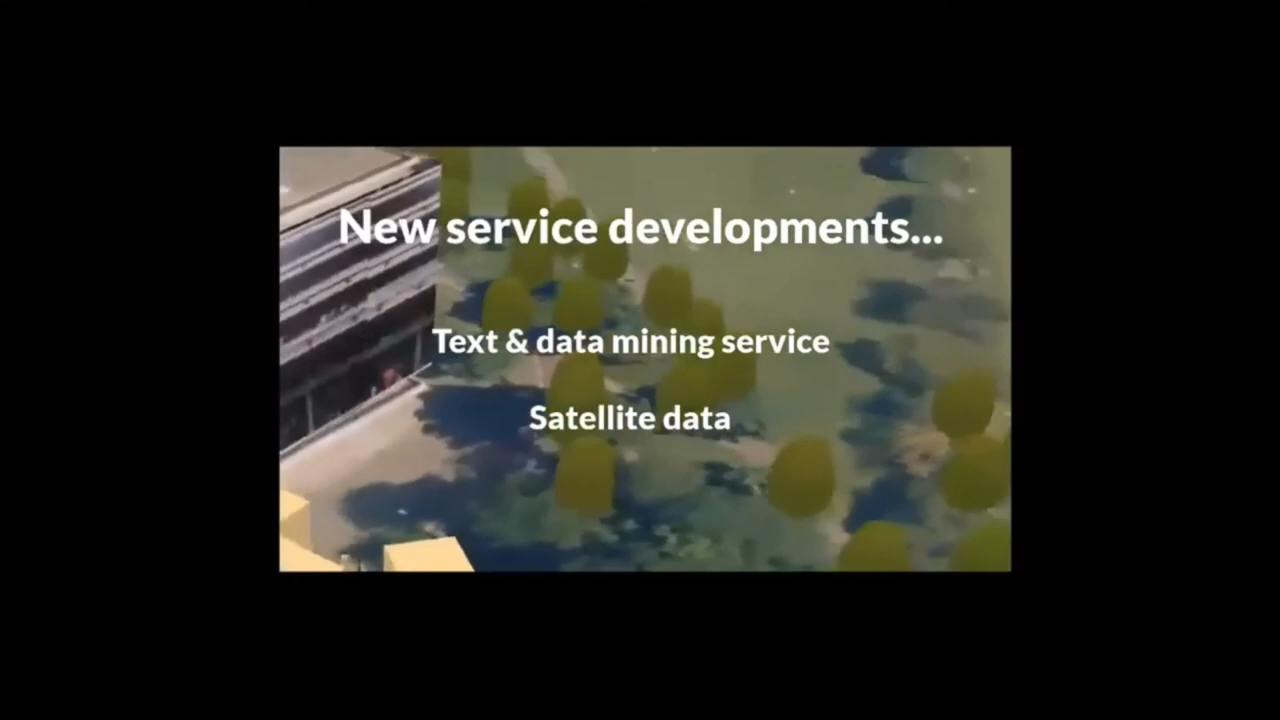 New service developments...
Text & data mining service
Satellite data